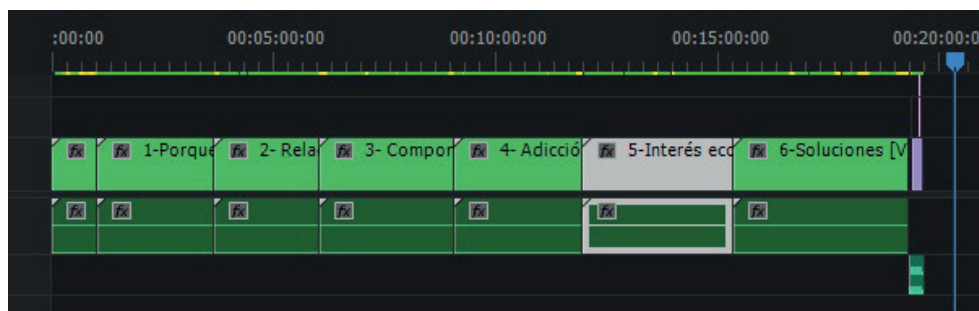 :00:00 00:05:00:00 00:10:00:00 00:15:00:00 00:20:00:0
fx fx 1-Porque fx 2- Rela fx 3- Compor fx 4- Adicció fx 5-Interés eco fx 6-Soluciones [V
fx fx fx fx fx fx fx